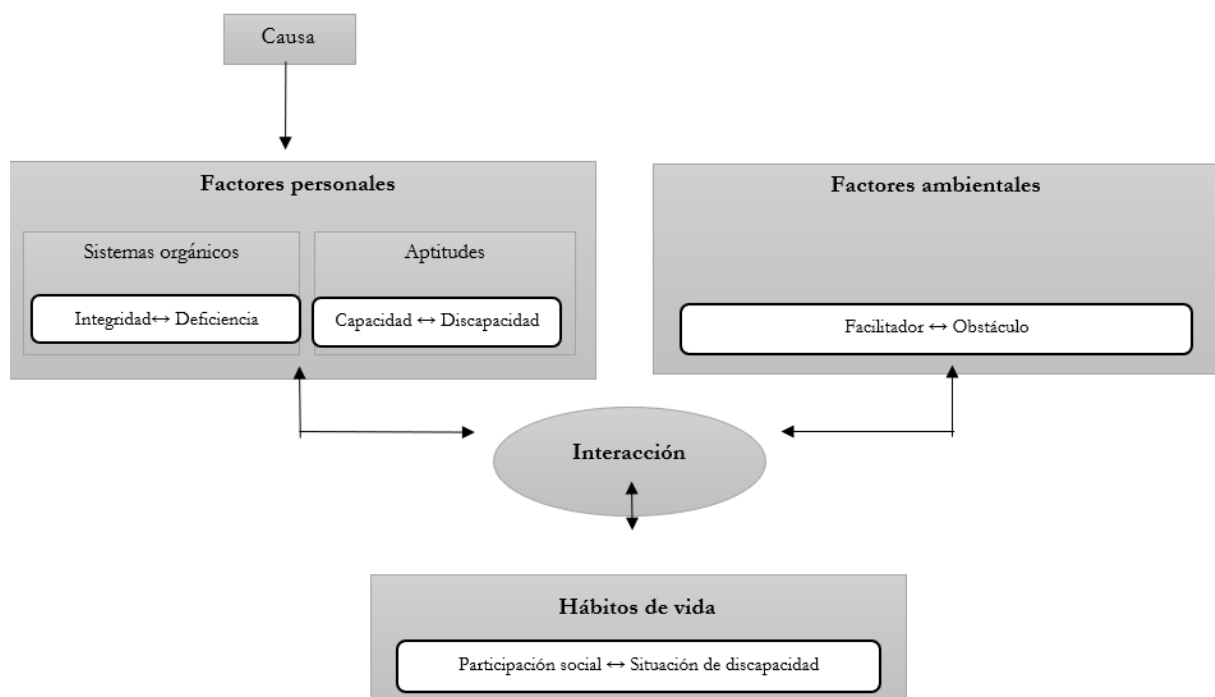 Causa
Factores personales
Factores ambientales
Sistemas orgánicos
Aptitudes
Integridad↔ Deficiencia
Capacidad ↔ Discapacidad
Facilitador ↔ Obstáculo
Interacción
Hábitos de vida
Participación social ↔ Situación de discapacidad